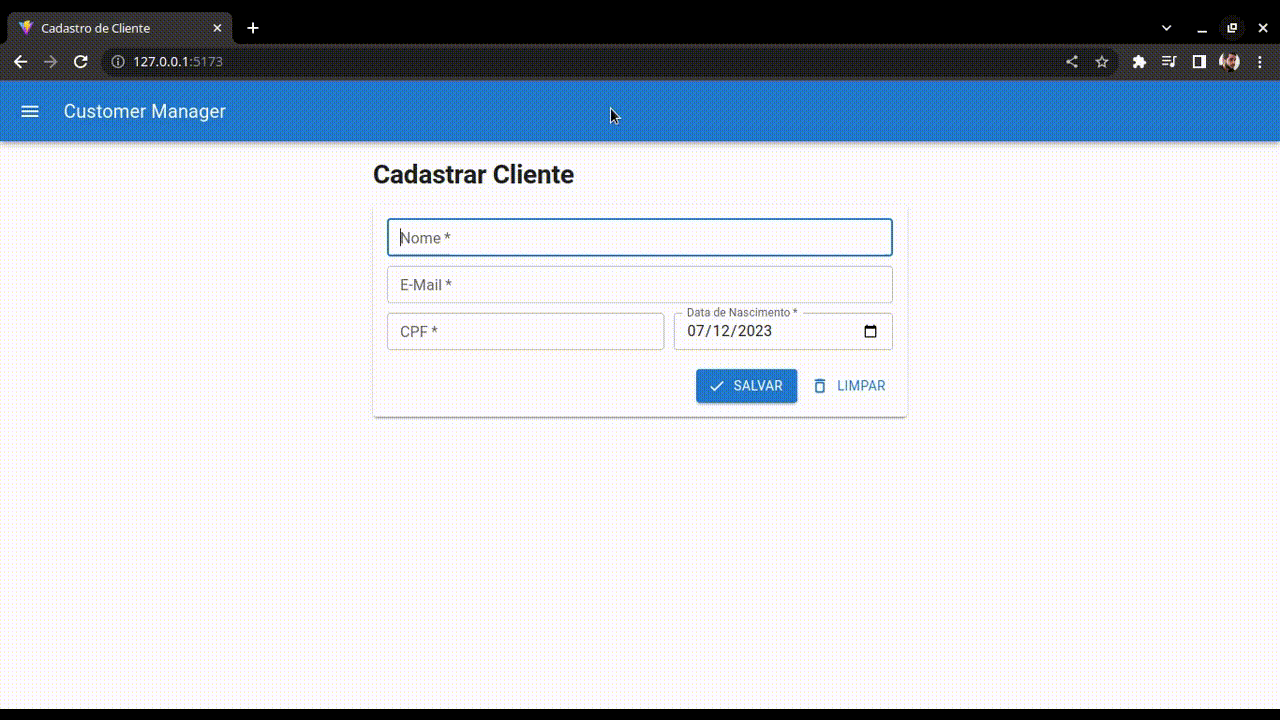 Cadastro de Cliente
127.0.0.1:5173
Customer Manager
Cadastrar Cliente
Nome *
E-Mail *
CPF *
Data de Nascimento *
07/12/2023
SALVAR
LIMPAR